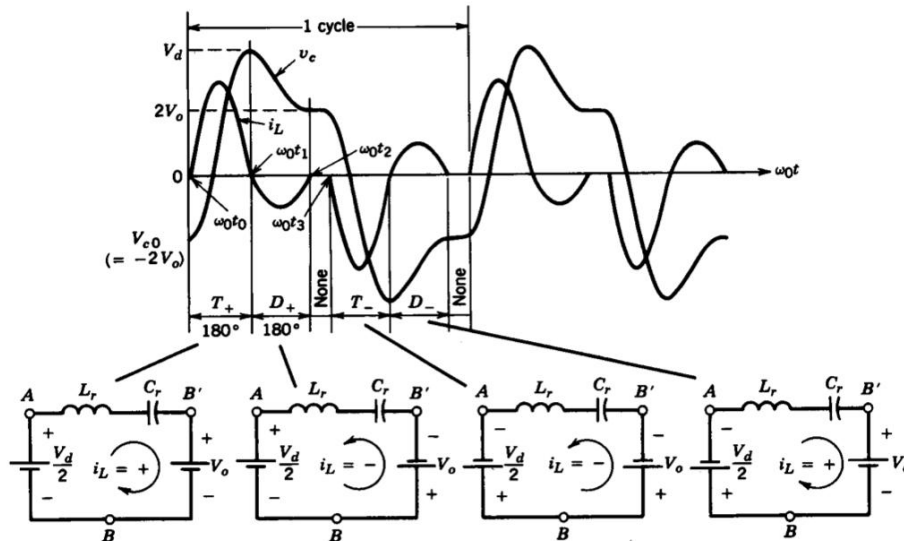 1 cycle
V_d
v_c
2V_o
i_L
ω_0t_1
ω_0t_2
0
ω_0t
ω_0t_0
ω_0t_3
V_c0
(= −2V_o)
None
None
T_+
D_+
T_−
D_−
180°
180°
A
L_r
C_r
B′
+
+
V_d/2
i_L = +
V_o
−
−
B
A
L_r
C_r
B′
+
−
V_d/2
i_L = −
V_o
−
+
B
A
L_r
C_r
B′
−
−
V_d/2
i_L = −
V_o
+
+
B
A
L_r
C_r
B′
−
+
V_d/2
i_L = +
+
−
B